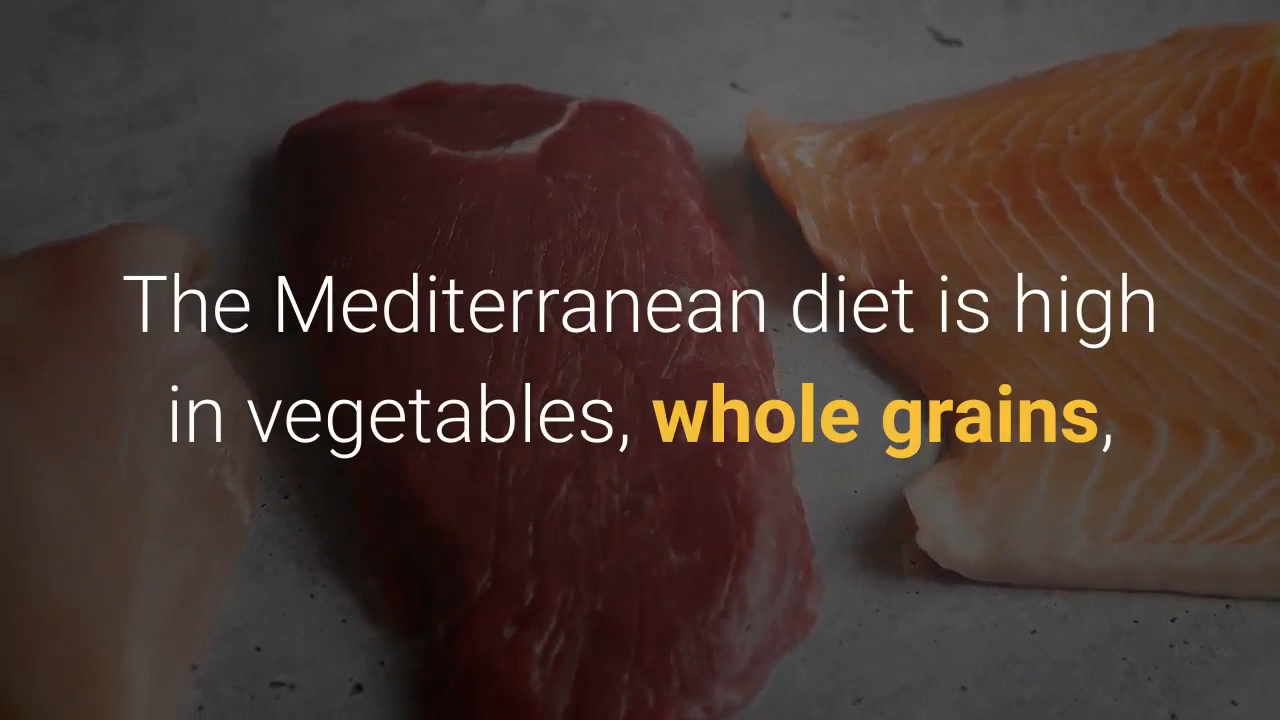 The Mediterranean diet is high
in vegetables, whole grains,